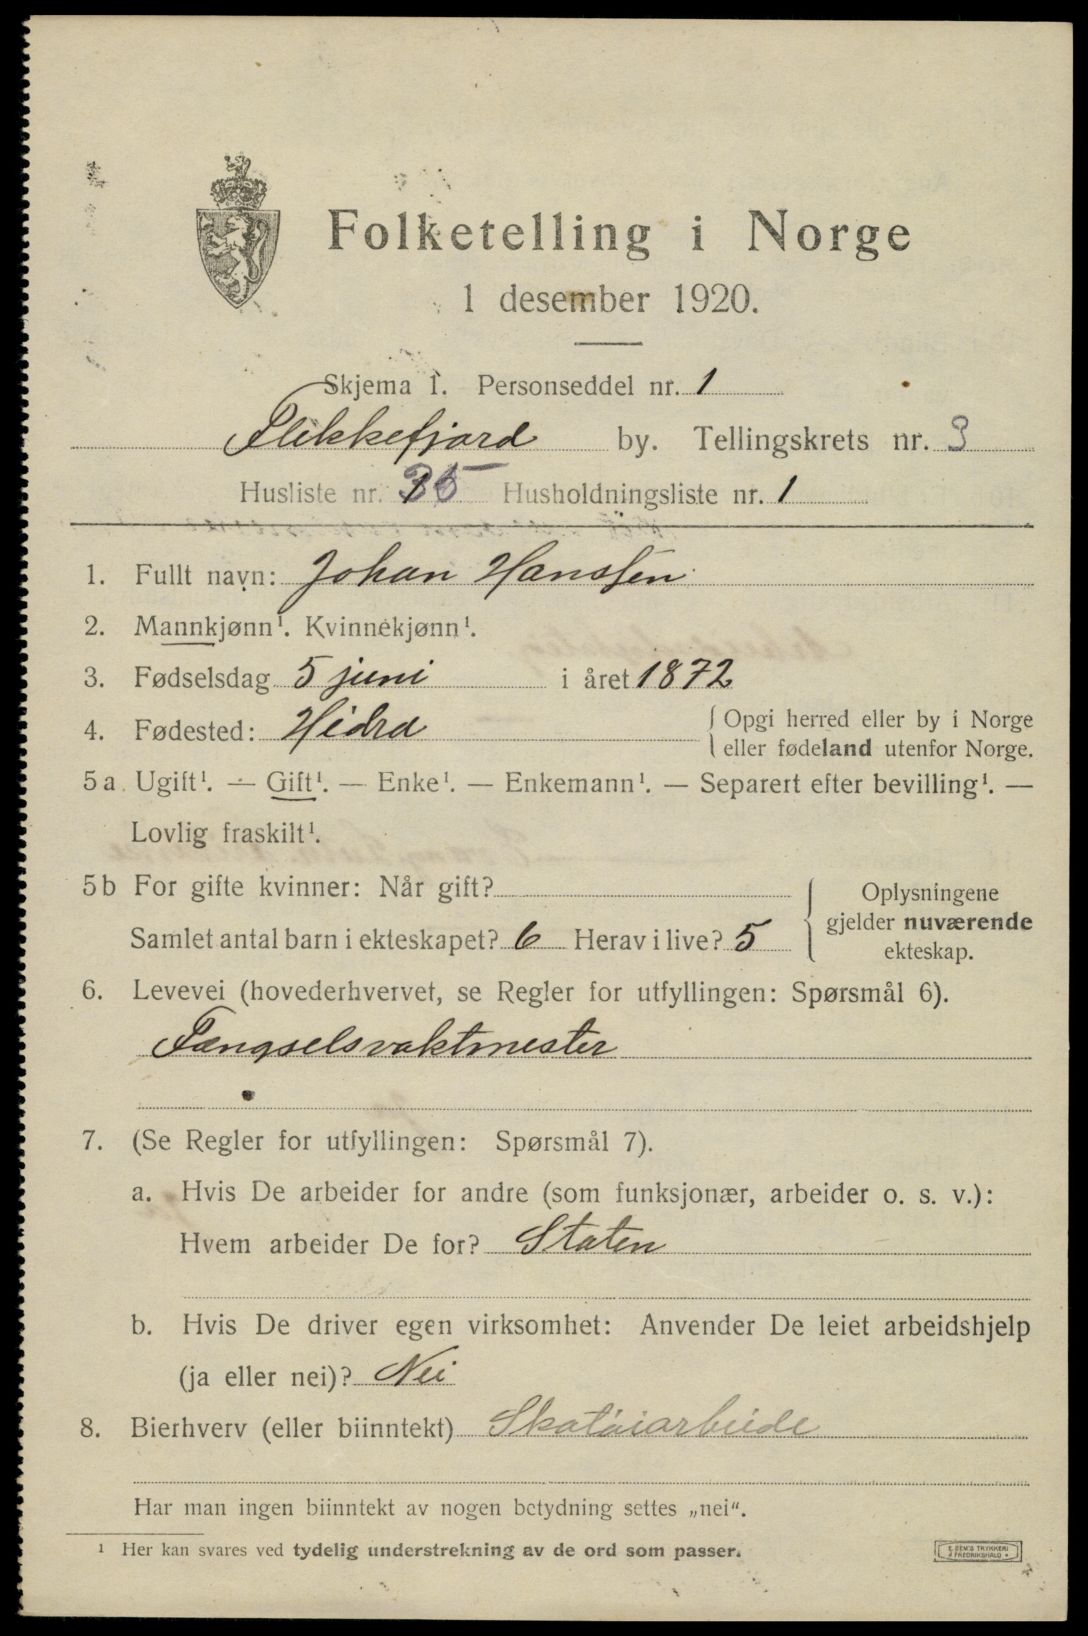 Folketelling i Norge
1 desember 1920.
Skjema 1. Personseddel nr. 1
Flekkefjord by. Tellingskrets nr. 3
Husliste nr. 35 Husholdningsliste nr. 1
1. Fullt navn: Johan Hanssen
2. Mannkjønn¹. Kvinnekjønn¹.
3. Fødselsdag 5 juni i året 1872
4. Fødested: Hidra { Opgi herred eller by i Norge
eller fødeland utenfor Norge.
5a. Ugift¹. — Gift¹. — Enke¹. — Enkemann¹. — Separert efter bevilling¹. —
Lovlig fraskilt¹.
5b For gifte kvinner: Når gift? { Oplysningene
gjelder nuværende
ekteskap.
Samlet antal barn i ekteskapet? 6 Herav i live? 5
6. Levevei (hovederhvervet, se Regler for utfyllingen: Spørsmål 6).
Fængselsvaktmester
7. (Se Regler for utfyllingen: Spørsmål 7).
a. Hvis De arbeider for andre (som funksjonær, arbeider o. s. v.):
Hvem arbeider De for? Staten
b. Hvis De driver egen virksomhet: Anvender De leiet arbeidshjelp
(ja eller nei)? Nei
8. Bierhverv (eller biinntekt)
Har man ingen biinntekt av nogen betydning settes „nei“.
¹ Her kan svares ved tydelig understrekning av de ord som passer.
TRYKKERI
FREDRIKSHALD